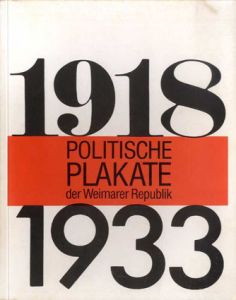 1918
POLITISCHE
PLAKATE
der Weimarer Republik
1933